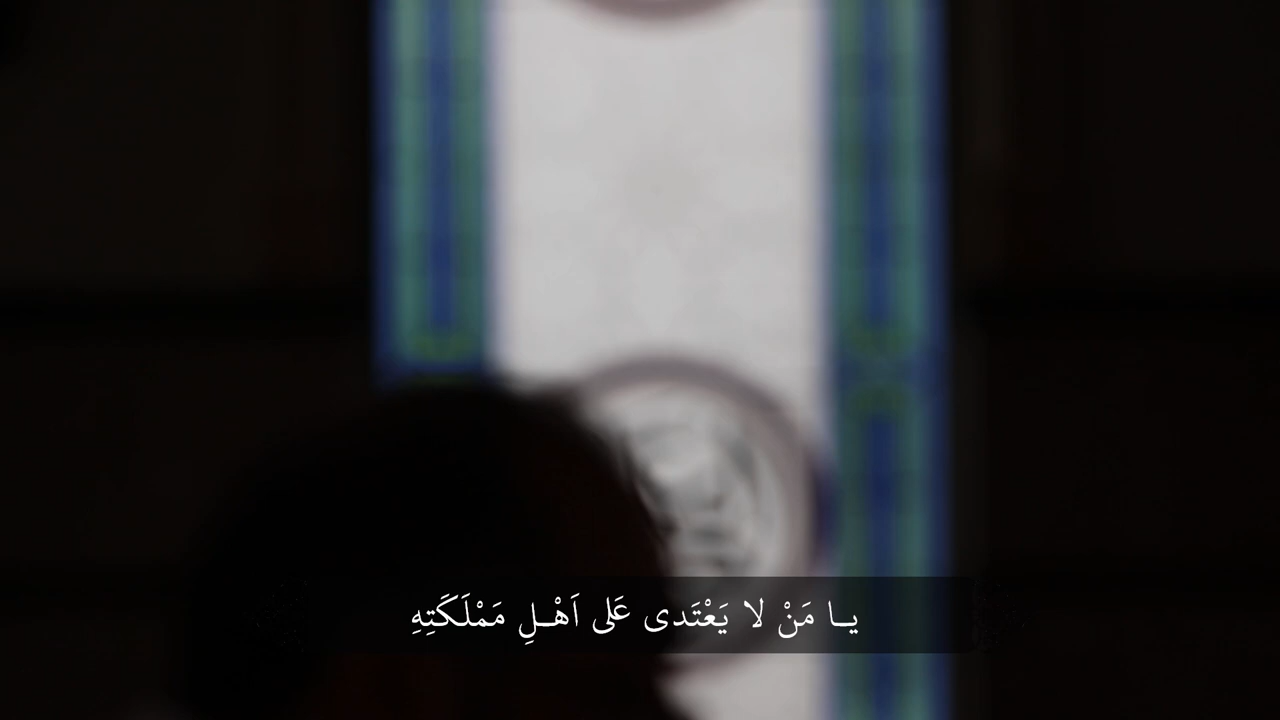 يـا مَنْ لا يَعْتَدى عَلى اَهْـلِ مَمْلَكَتِهِ